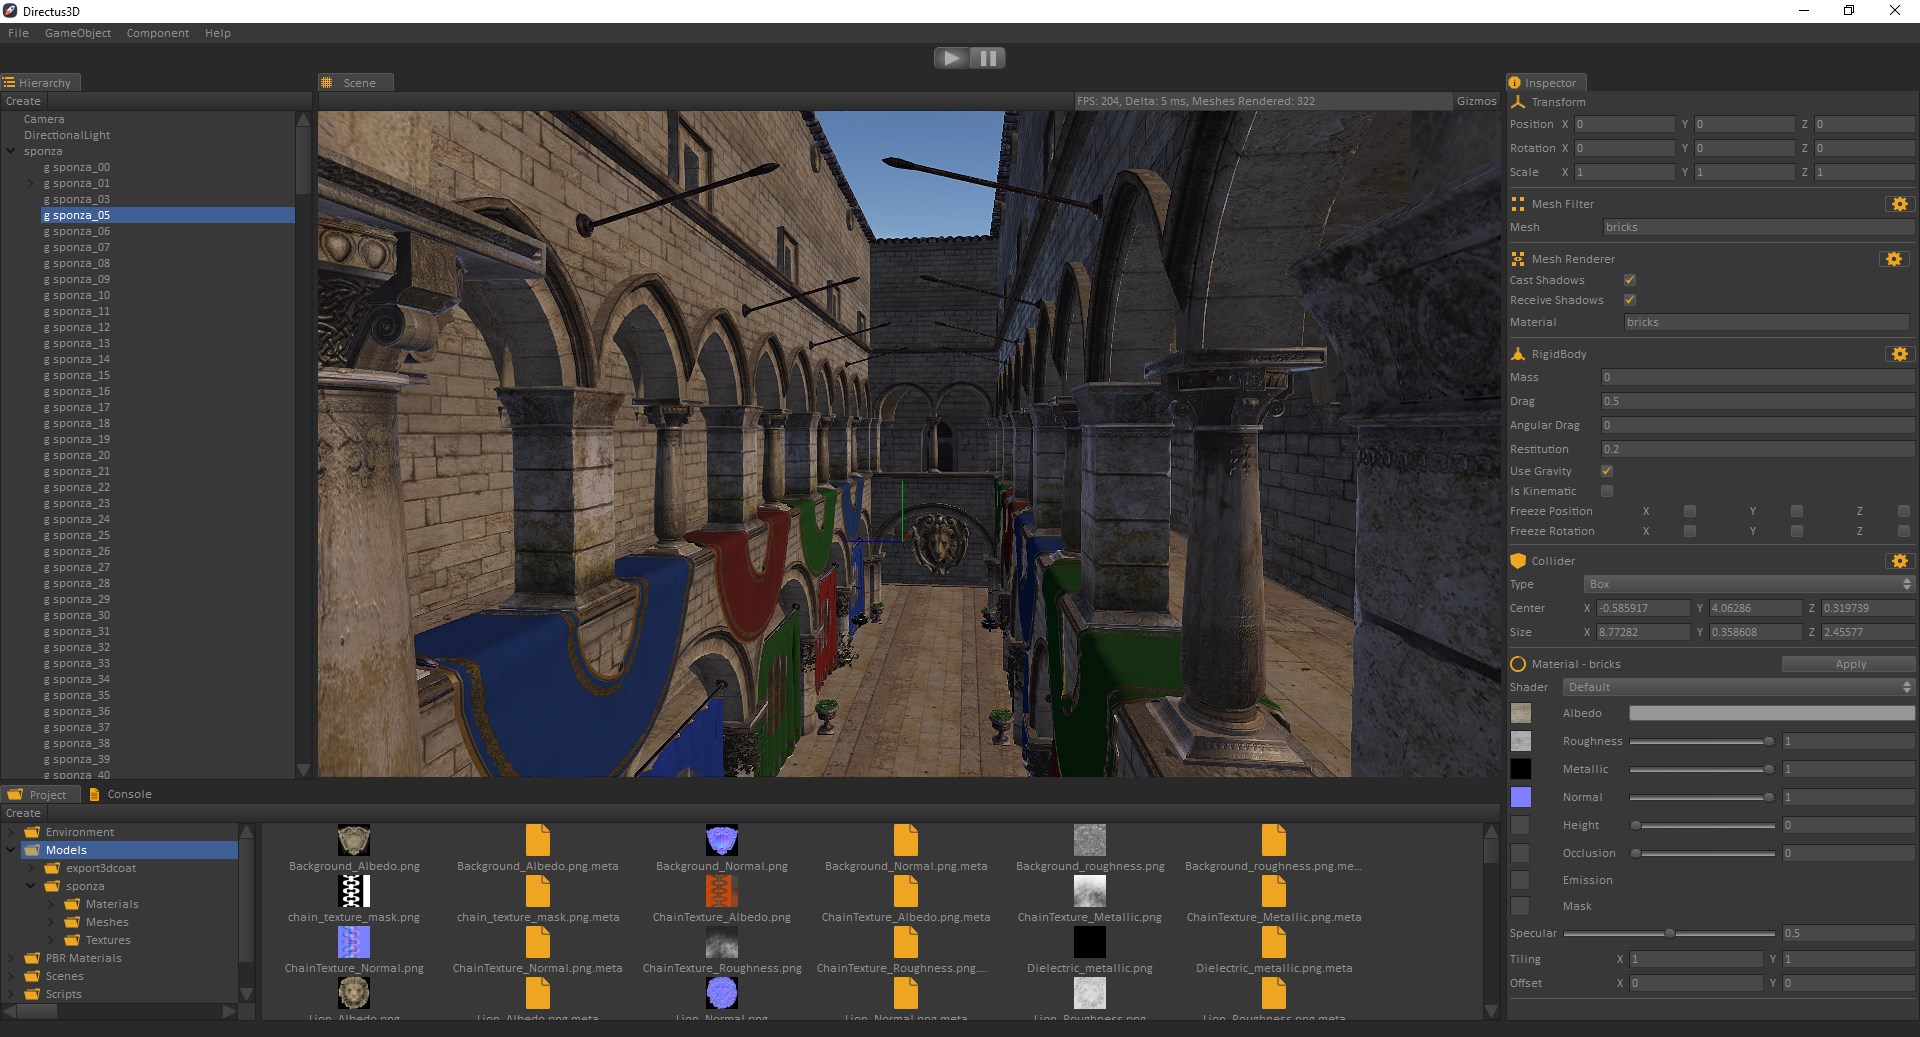 Directus3D
File GameObject Component Help
Hierarchy
Create
Camera
DirectionalLight
sponza
g sponza_00
g sponza_01
g sponza_03
g sponza_05
g sponza_06
g sponza_07
g sponza_08
g sponza_09
g sponza_10
g sponza_11
g sponza_12
g sponza_13
g sponza_14
g sponza_15
g sponza_16
g sponza_17
g sponza_18
g sponza_19
g sponza_20
g sponza_21
g sponza_22
g sponza_23
g sponza_24
g sponza_25
g sponza_26
g sponza_27
g sponza_28
g sponza_29
g sponza_30
g sponza_31
g sponza_32
g sponza_33
g sponza_34
g sponza_35
g sponza_36
g sponza_37
g sponza_38
g sponza_39
g sponza_40
Scene
FPS: 204, Delta: 5 ms, Meshes Rendered: 322 Gizmos
Inspector
Transform
Position X 0 Y 0 Z 0
Rotation X 0 Y 0 Z 0
Scale X 1 Y 1 Z 1
Mesh Filter
Mesh bricks
Mesh Renderer
Cast Shadows
Receive Shadows
Material bricks
RigidBody
Mass 0
Drag 0.5
Angular Drag 0
Restitution 0.2
Use Gravity
Is Kinematic
Freeze Position X Y Z
Freeze Rotation X Y Z
Collider
Type Box
Center X -0.585917 Y 4.06286 Z 0.319739
Size X 8.77282 Y 0.358608 Z 2.45577
Material - bricks Apply
Shader Default
Albedo
Roughness 1
Metallic 1
Normal 1
Height 0
Occlusion 0
Emission
Mask
Specular 0.5
Tiling X 1 Y 1
Offset X 0 Y 0
Project Console
Create
Environment
Models
export3dcoat
sponza
Materials
Meshes
Textures
PBR Materials
Scenes
Scripts
Background_Albedo.png Background_Albedo.png.meta Background_Normal.png Background_Normal.png.meta Background_roughness.png Background_roughness.png.me...
chain_texture_mask.png chain_texture_mask.png.meta ChainTexture_Albedo.png ChainTexture_Albedo.png.meta ChainTexture_Metallic.png ChainTexture_Metallic.png.meta
ChainTexture_Normal.png ChainTexture_Normal.png.meta ChainTexture_Roughness.png ChainTexture_Roughness.png.... Dielectric_metallic.png Dielectric_metallic.png.meta
Lion_Albedo.png Lion_Albedo.png.meta Lion_Normal.png Lion_Normal.png.meta Lion_Roughness.png Lion_Roughness.png.meta